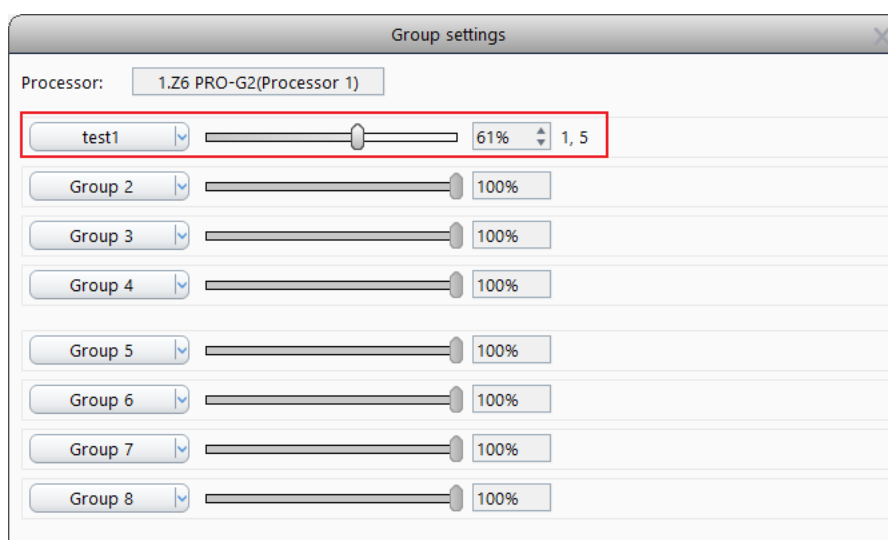 Group settings
Processor: 1.Z6 PRO-G2(Processor 1)
test1 61% 1, 5
Group 2 100%
Group 3 100%
Group 4 100%
Group 5 100%
Group 6 100%
Group 7 100%
Group 8 100%